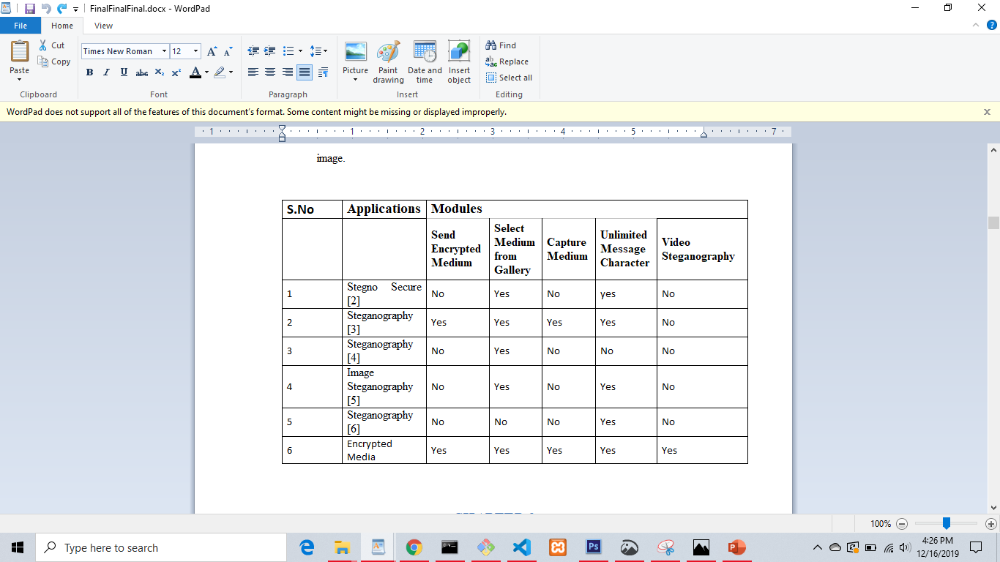 FinalFinalFinal.docx - WordPad
File Home View
Paste
Cut
Copy
Clipboard
Times New Roman 12
B I U abc X₂ X² A
Font
Paragraph
Picture
Paint drawing
Date and time
Insert object
Insert
Find
Replace
Select all
Editing
WordPad does not support all of the features of this document's format. Some content might be missing or displayed improperly.
1 1 2 3 4 5 7
image.
S.No Applications Modules
Send Encrypted Medium
Select Medium from Gallery
Capture Medium
Unlimited Message Character
Video Steganography
1 Stegno Secure [2] No Yes No yes No
2 Steganography [3] Yes Yes Yes Yes No
3 Steganography [4] No Yes No No No
4 Image Steganography [5] No Yes No Yes No
5 Steganography [6] No No No Yes No
6 Encrypted Media Yes Yes Yes Yes Yes
100%
Type here to search
Ps
4:26 PM
12/16/2019